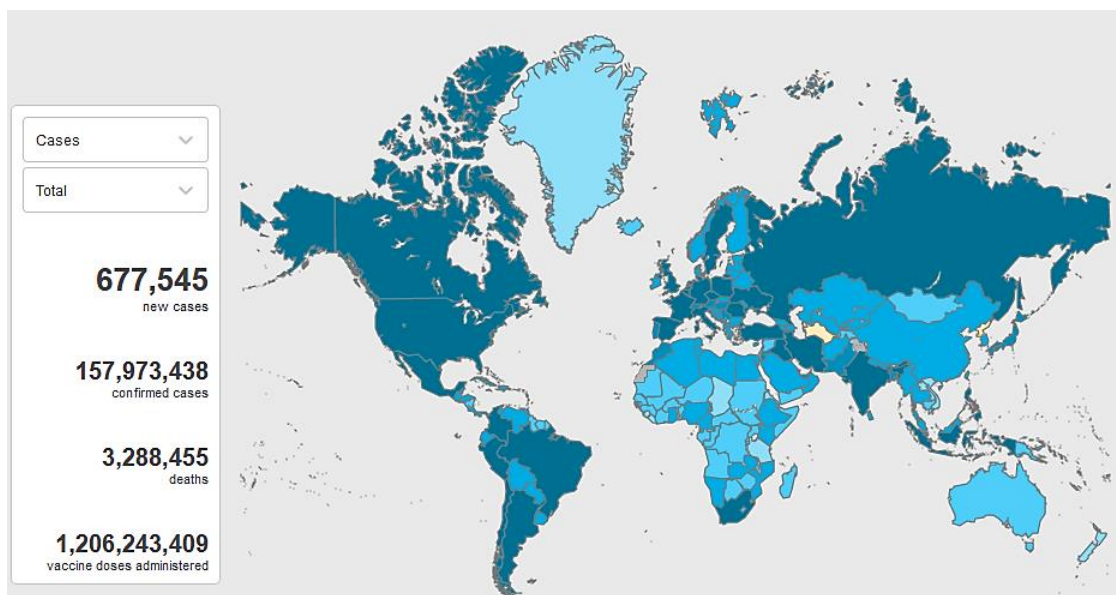 Cases
Total
677,545
new cases
157,973,438
confirmed cases
3,288,455
deaths
1,206,243,409
vaccine doses administered